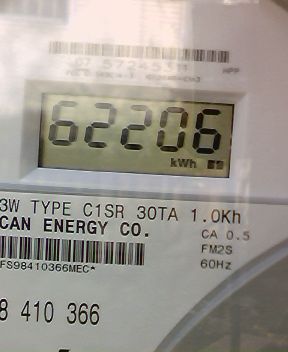 62206
kWh
3W TYPE C1SR 30TA 1.0Kh
CAN ENERGY CO.
CA 0.5
FM2S
FS98410366MEC*
60Hz
8 410 366